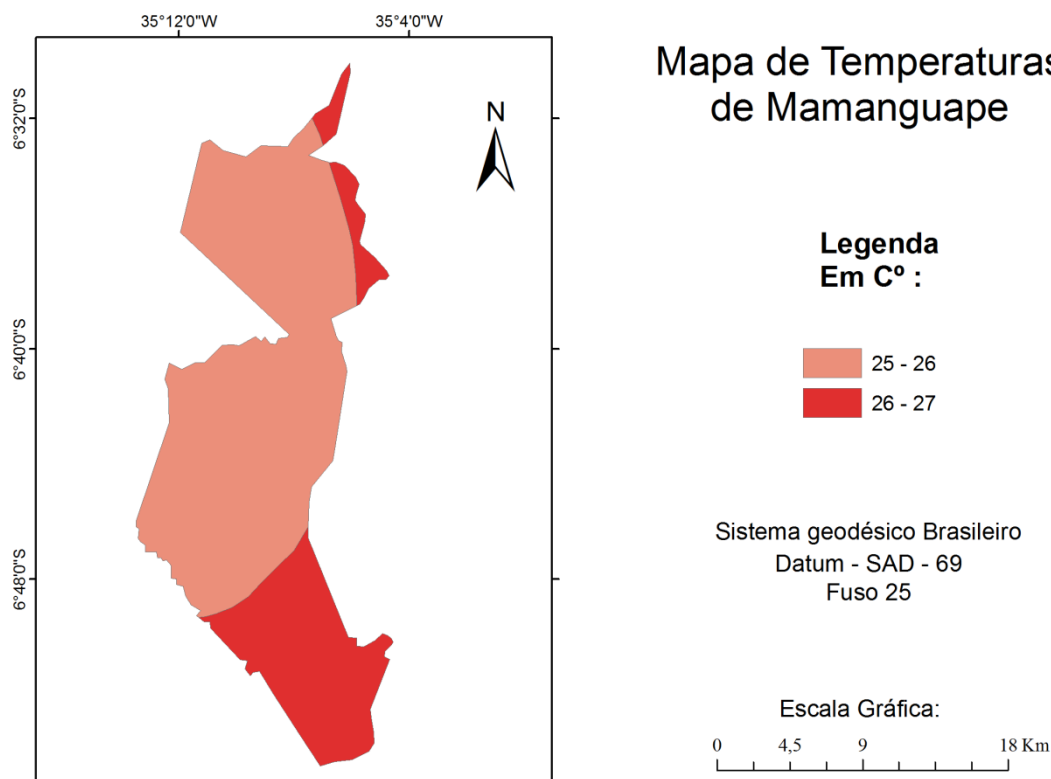 35°12'0"W
35°4'0"W
6°32'0"S
6°40'0"S
6°48'0"S
N
Mapa de Temperaturas
de Mamanguape
Legenda
Em Cº :
25 - 26
26 - 27
Sistema geodésico Brasileiro
Datum - SAD - 69
Fuso 25
Escala Gráfica:
0 4,5 9 18 Km